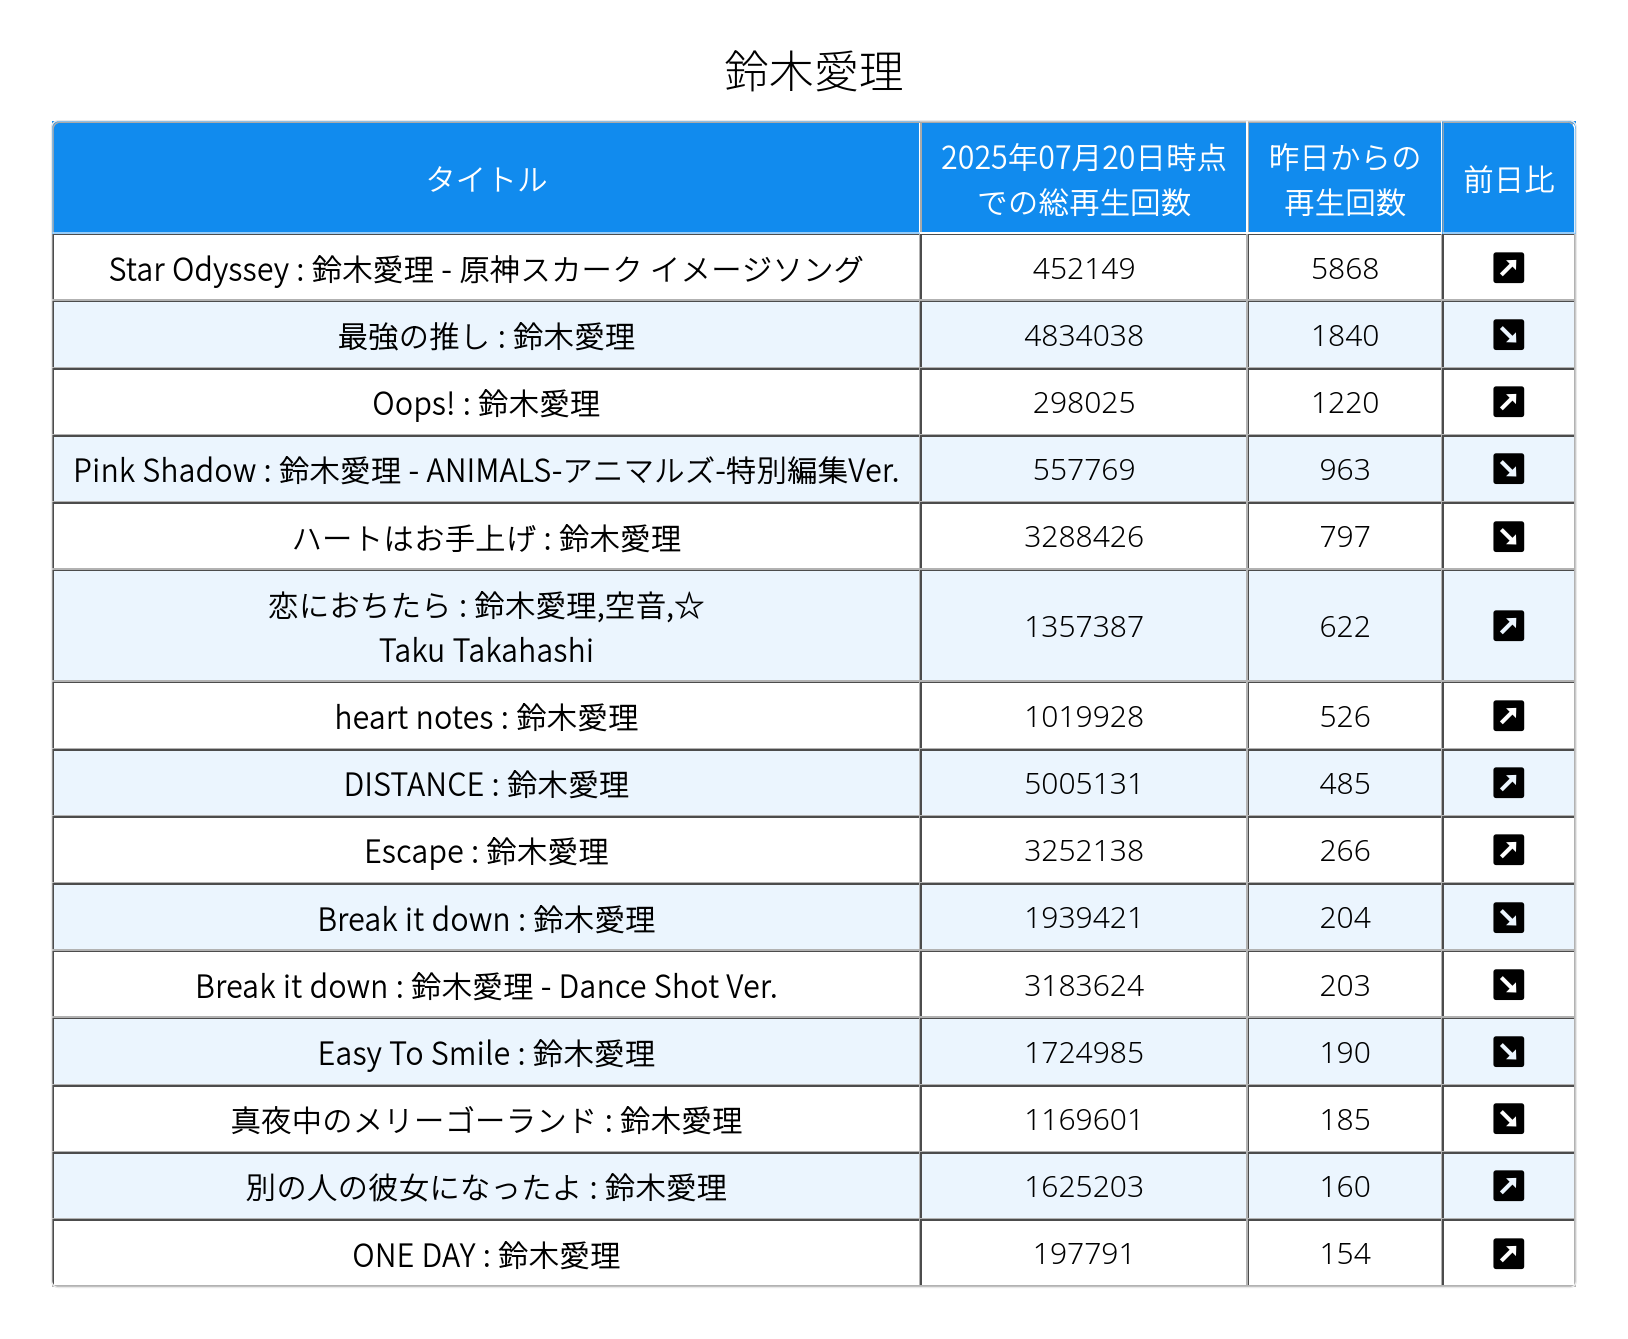 鈴木愛理
タイトル
2025年07月20日時点
での総再生回数
昨日からの
再生回数
前日比
Star Odyssey : 鈴木愛理 - 原神スカーク イメージソング 452149 5868
最強の推し : 鈴木愛理 4834038 1840
Oops! : 鈴木愛理 298025 1220
Pink Shadow : 鈴木愛理 - ANIMALS-アニマルズ-特別編集Ver. 557769 963
ハートはお手上げ : 鈴木愛理 3288426 797
恋におちたら : 鈴木愛理,空音,☆
Taku Takahashi 1357387 622
heart notes : 鈴木愛理 1019928 526
DISTANCE : 鈴木愛理 5005131 485
Escape : 鈴木愛理 3252138 266
Break it down : 鈴木愛理 1939421 204
Break it down : 鈴木愛理 - Dance Shot Ver. 3183624 203
Easy To Smile : 鈴木愛理 1724985 190
真夜中のメリーゴーランド : 鈴木愛理 1169601 185
別の人の彼女になったよ : 鈴木愛理 1625203 160
ONE DAY : 鈴木愛理 197791 154